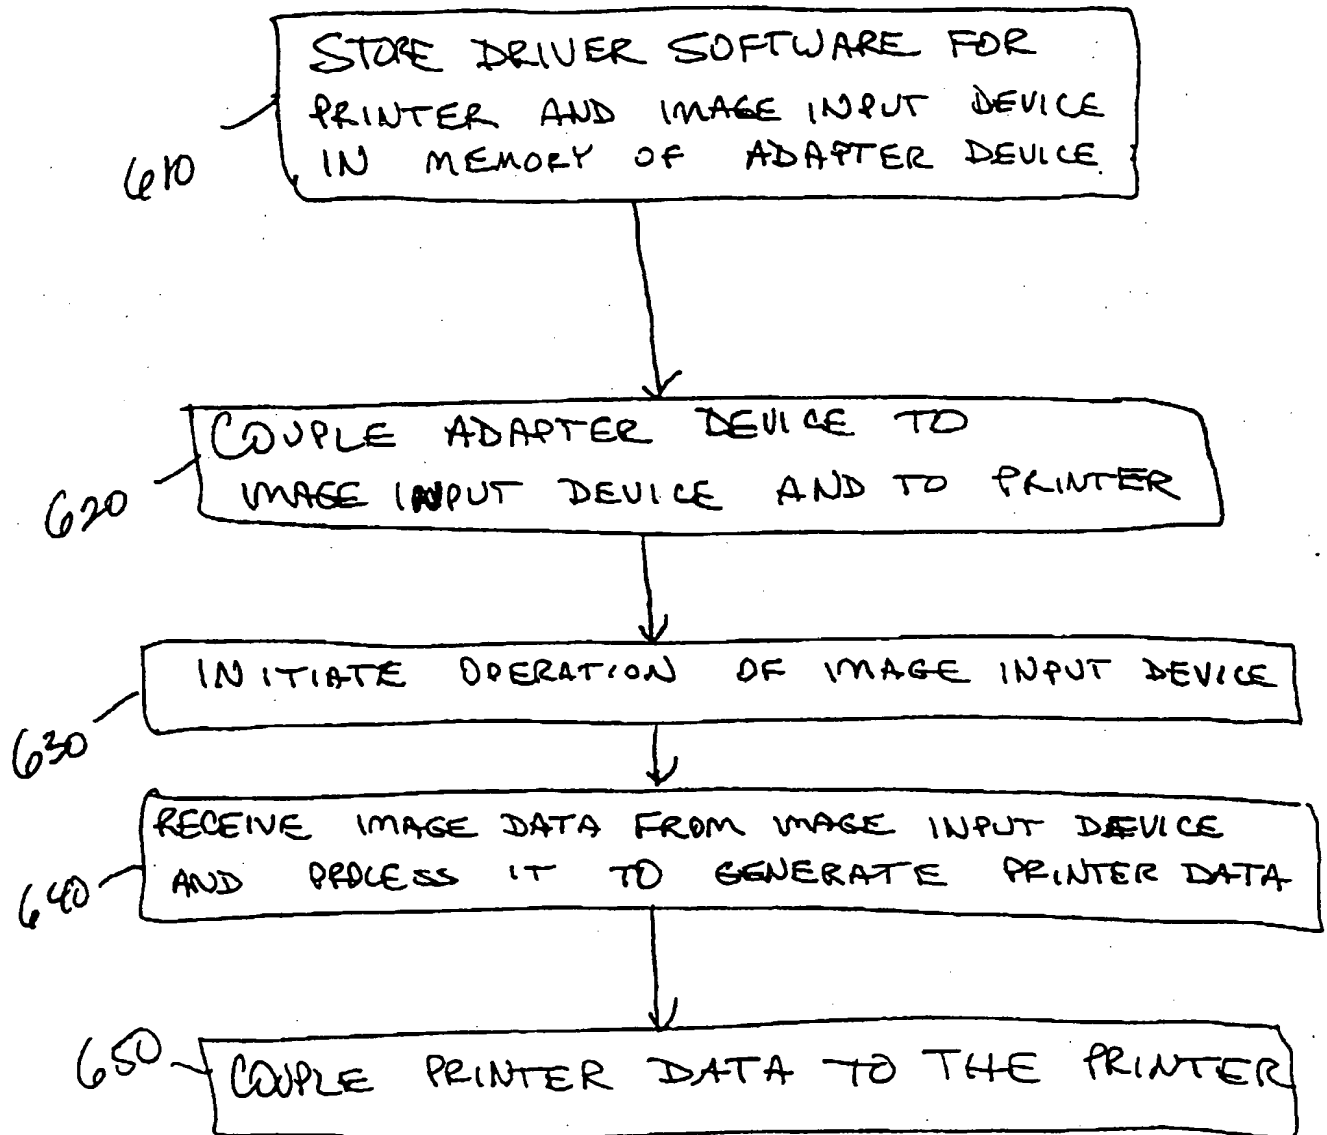 STORE DRIVER SOFTWARE FOR
PRINTER AND IMAGE INPUT DEVICE
IN MEMORY OF ADAPTER DEVICE.
610
COUPLE ADAPTER DEVICE TO
IMAGE INPUT DEVICE AND TO PRINTER
620
INITIATE OPERATION OF IMAGE INPUT DEVICE
630
RECEIVE IMAGE DATA FROM IMAGE INPUT DEVICE
AND PROCESS IT TO GENERATE PRINTER DATA
640
650
COUPLE PRINTER DATA TO THE PRINTER